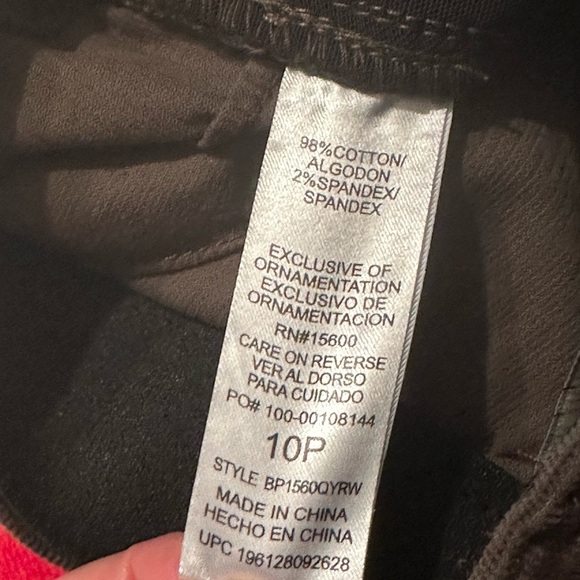 98%COTTON/
ALGODON
2%SPANDEX/
SPANDEX
EXCLUSIVE OF
ORNAMENTATION
EXCLUSIVO DE
ORNAMENTACION
RN#15600
CARE ON REVERSE
VER AL DORSO
PARA CUIDADO
PO# 100-00108144
10P
STYLE BP1560QYRW
MADE IN CHINA
HECHO EN CHINA
UPC 196128092628